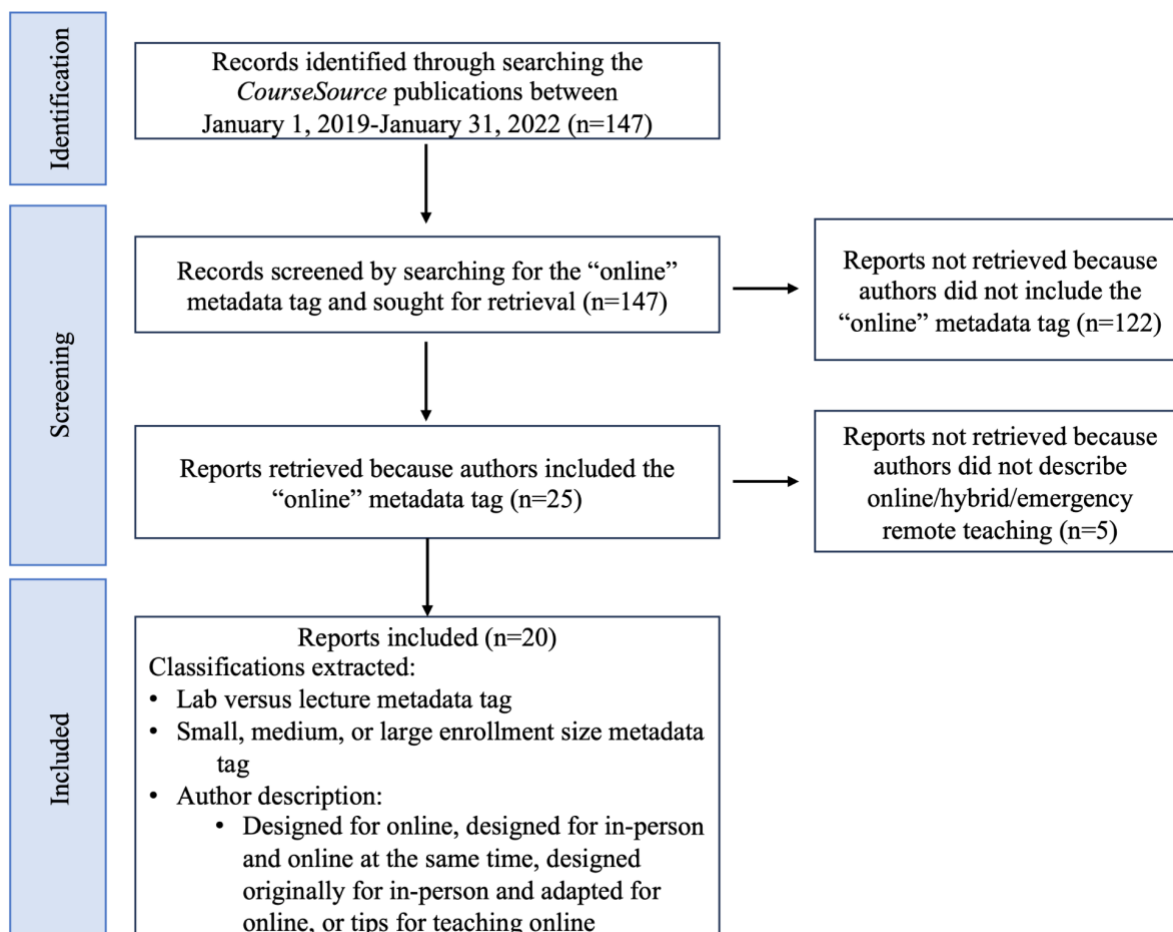 Identification
Records identified through searching the
CourseSource publications between
January 1, 2019-January 31, 2022 (n=147)
Screening
Records screened by searching for the “online”
metadata tag and sought for retrieval (n=147)
Reports not retrieved because
authors did not include the
“online” metadata tag (n=122)
Reports retrieved because authors included the
“online” metadata tag (n=25)
Reports not retrieved because
authors did not describe
online/hybrid/emergency
remote teaching (n=5)
Included
Reports included (n=20)
Classifications extracted:
• Lab versus lecture metadata tag
• Small, medium, or large enrollment size metadata
tag
• Author description:
• Designed for online, designed for in-person
and online at the same time, designed
originally for in-person and adapted for
online, or tips for teaching online